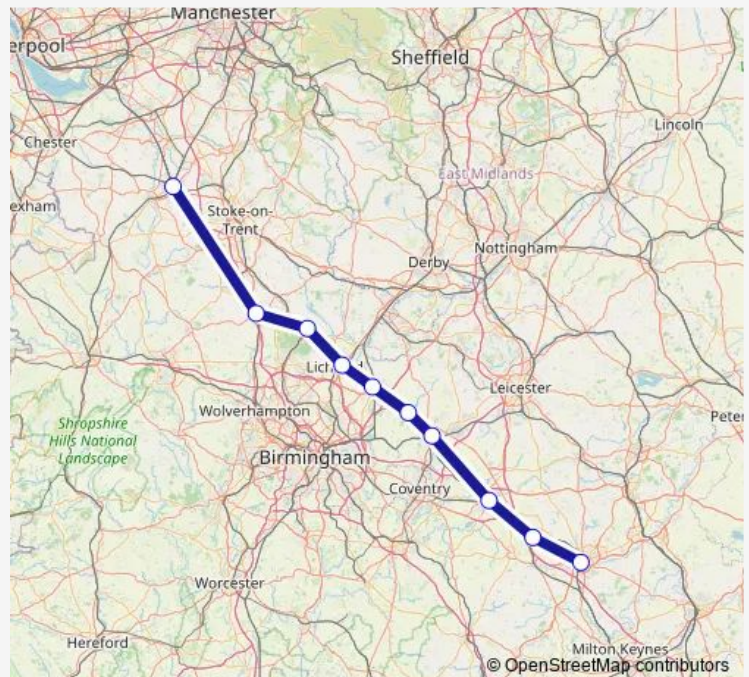 Manchester
erpool
Sheffield
Chester
Lincoln
East Midlands
exham
Stoke-on-
Trent
Nottingham
Derby
Leicester
Wolverhampton
Peter
Shropshire
Hills National
Landscape
Birmingham
Coventry
Worcester
Hereford
Milton Keynes
© OpenStreetMap contributors